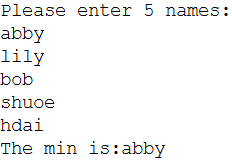 Please enter 5 names:
abby
lily
bob
shuoe
hdai
The min is:abby